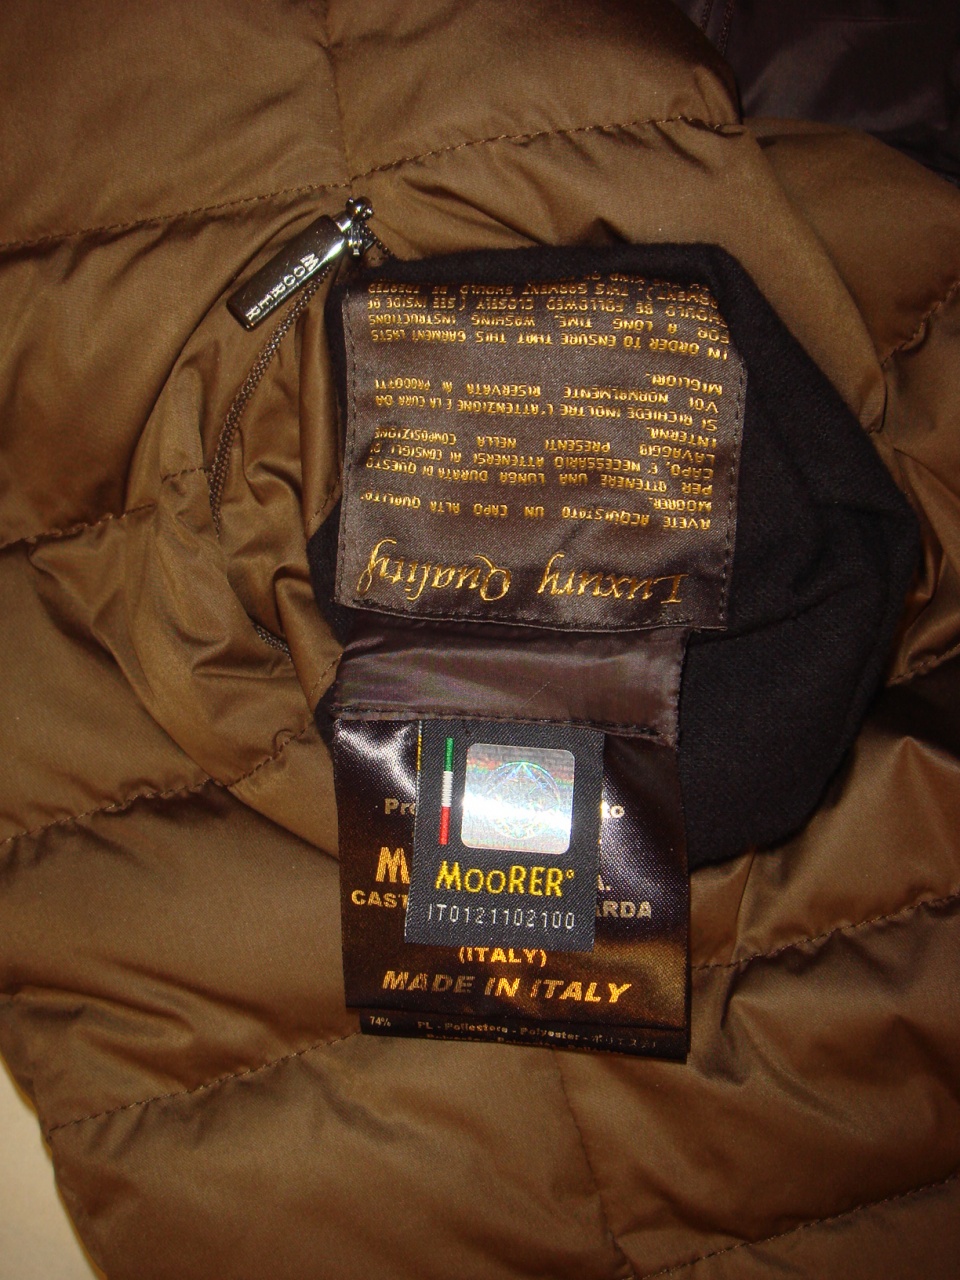 MOORER
Luxury Quality
AVETE ACQUISTATO UN CAPO ALTA QUALITA'
MOORER.
PER OTTENERE UNA LUNGA DURATA DI QUESTO
CAPO, E NECESSARIO ATTENERSI AI CONSIGLI DI
LAVAGGIO PRESENTI NELLA COMPOSIZIONE
INTERNA.
SI RICHIEDE INOLTRE L'ATTENZIONE E LA CURA DA
VOI NORMALMENTE RISERVATA AI PRODOTTI
MIGLIORI.
IN ORDER TO ENSURE THAT THIS GARMENT LASTS
FOR A LONG TIME WASHING INSTRUCTIONS
SHOULD BE FOLLOWED CLOSELY (SEE INSIDE OF
GARMENT). THIS GARMENT SHOULD BE TREATED
MOORER
IT0121102100
(ITALY)
MADE IN ITALY
74% PL - Poliestere - Polyester -